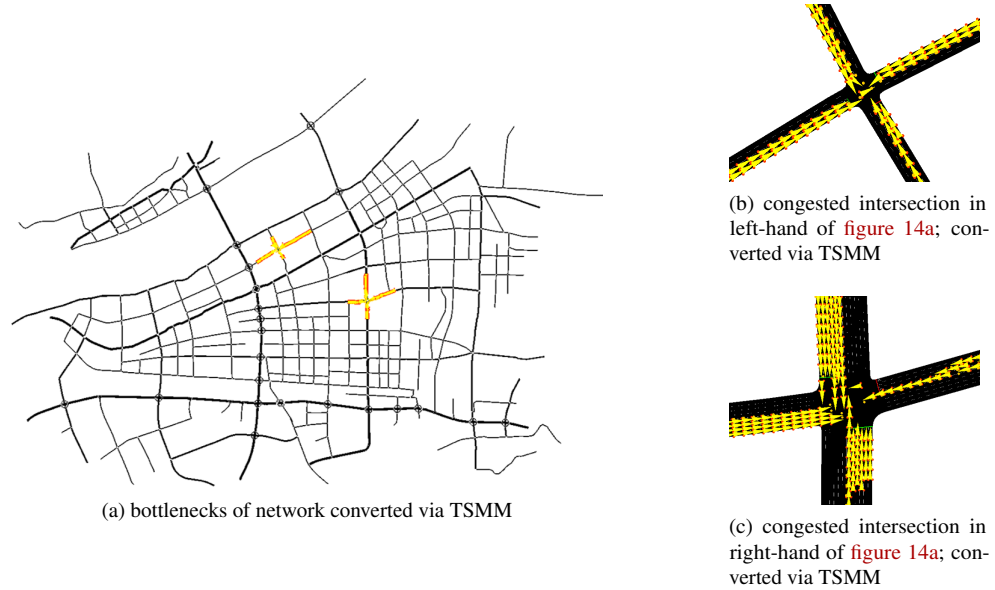 (a) bottlenecks of network converted via TSMM
(b) congested intersection in
left-hand of figure 14a; con-
verted via TSMM
(c) congested intersection in
right-hand of figure 14a; con-
verted via TSMM